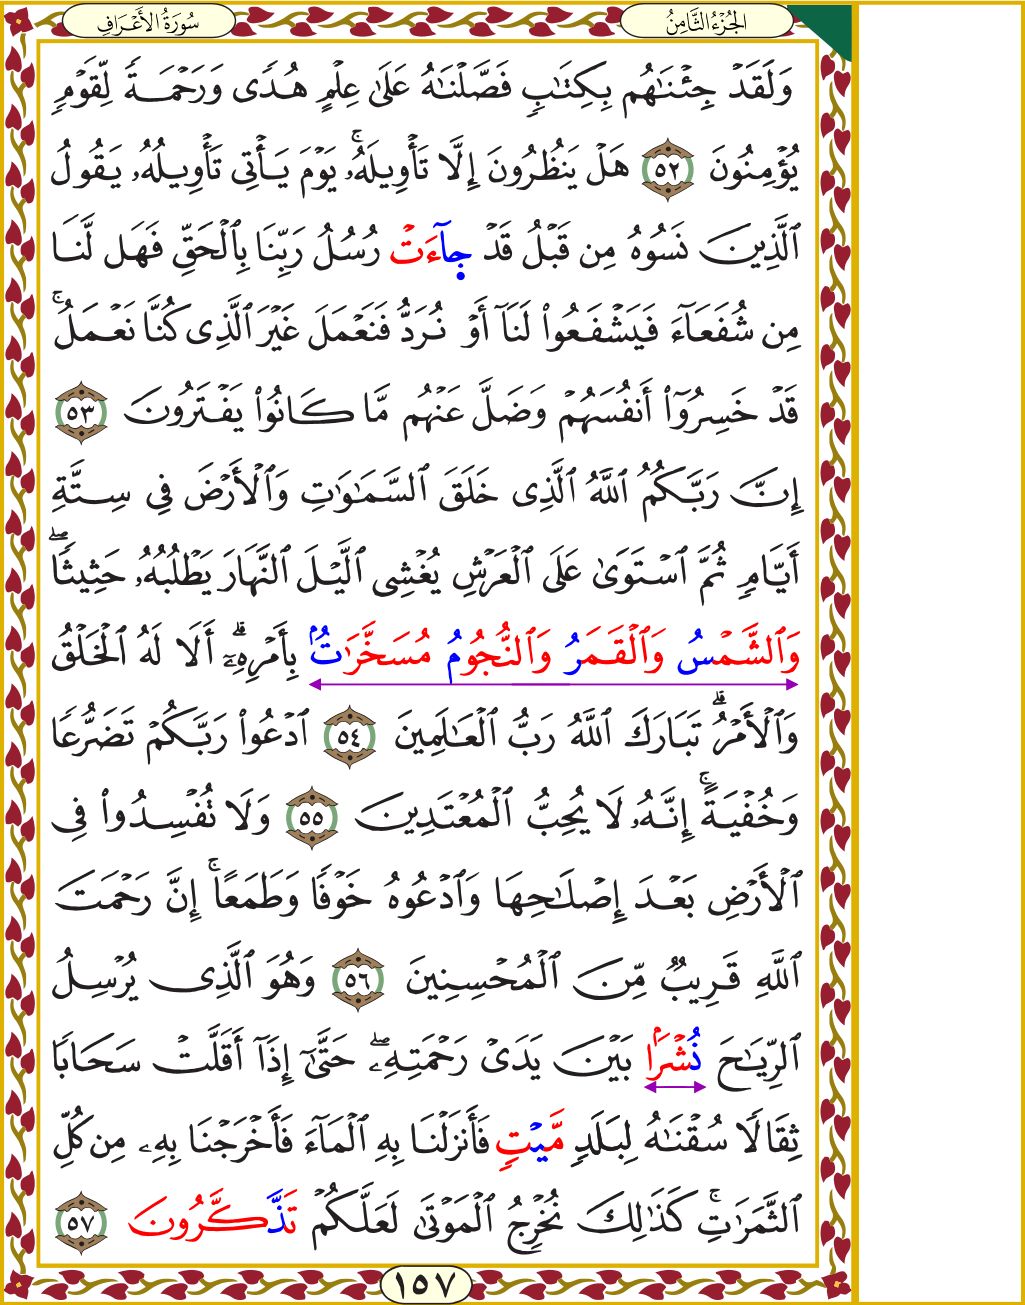 الجُزْءُ الثَّامِنُ
سُورَةُ الأَعْرَافِ
وَلَقَدۡ جِئۡنَٰهُم بِكِتَٰبٖ فَصَّلۡنَٰهُ عَلَىٰ عِلۡمٍ هُدٗى وَرَحۡمَةٗ لِّقَوۡمٖ
يُؤۡمِنُونَ ٥٢ هَلۡ يَنظُرُونَ إِلَّا تَأۡوِيلَهُۥۚ يَوۡمَ يَأۡتِي تَأۡوِيلُهُۥ يَقُولُ
ٱلَّذِينَ نَسُوهُ مِن قَبۡلُ قَدۡ جِآءَتۡ رُسُلُ رَبِّنَا بِٱلۡحَقِّ فَهَل لَّنَا
مِن شُفَعَآءَ فَيَشۡفَعُواْ لَنَآ أَوۡ نُرَدُّ فَنَعۡمَلَ غَيۡرَ ٱلَّذِي كُنَّا نَعۡمَلُۚ
قَدۡ خَسِرُوٓاْ أَنفُسَهُمۡ وَضَلَّ عَنۡهُم مَّا كَانُواْ يَفۡتَرُونَ ٥٣
إِنَّ رَبَّكُمُ ٱللَّهُ ٱلَّذِي خَلَقَ ٱلسَّمَٰوَٰتِ وَٱلۡأَرۡضَ فِي سِتَّةِ
أَيَّامٖ ثُمَّ ٱسۡتَوَىٰ عَلَى ٱلۡعَرۡشِ يُغۡشِي ٱلَّيۡلَ ٱلنَّهَارَ يَطۡلُبُهُۥ حَثِيثٗاۖ
وَٱلشَّمۡسُ وَٱلۡقَمَرُ وَٱلنُّجُومُ مُسَخَّرَٰتُۢ بِأَمۡرِهِۦٓۗ أَلَا لَهُ ٱلۡخَلۡقُ
وَٱلۡأَمۡرُۗ تَبَارَكَ ٱللَّهُ رَبُّ ٱلۡعَٰلَمِينَ ٥٤ ٱدۡعُواْ رَبَّكُمۡ تَضَرُّعٗا
وَخُفۡيَةًۚ إِنَّهُۥ لَا يُحِبُّ ٱلۡمُعۡتَدِينَ ٥٥ وَلَا تُفۡسِدُواْ فِي
ٱلۡأَرۡضِ بَعۡدَ إِصۡلَٰحِهَا وَٱدۡعُوهُ خَوۡفٗا وَطَمَعًاۚ إِنَّ رَحۡمَتَ
ٱللَّهِ قَرِيبٞ مِّنَ ٱلۡمُحۡسِنِينَ ٥٦ وَهُوَ ٱلَّذِي يُرۡسِلُ
ٱلرِّيَٰحَ نُشۡرَۢا بَيۡنَ يَدَيۡ رَحۡمَتِهِۦۖ حَتَّىٰٓ إِذَآ أَقَلَّتۡ سَحَابٗا
ثِقَالٗا سُقۡنَٰهُ لِبَلَدٖ مَّيۡتٖ فَأَنزَلۡنَا بِهِ ٱلۡمَآءَ فَأَخۡرَجۡنَا بِهِۦ مِن كُلِّ
ٱلثَّمَرَٰتِۚ كَذَٰلِكَ نُخۡرِجُ ٱلۡمَوۡتَىٰ لَعَلَّكُمۡ تَذَّكَّرُونَ ٥٧
١٥٧